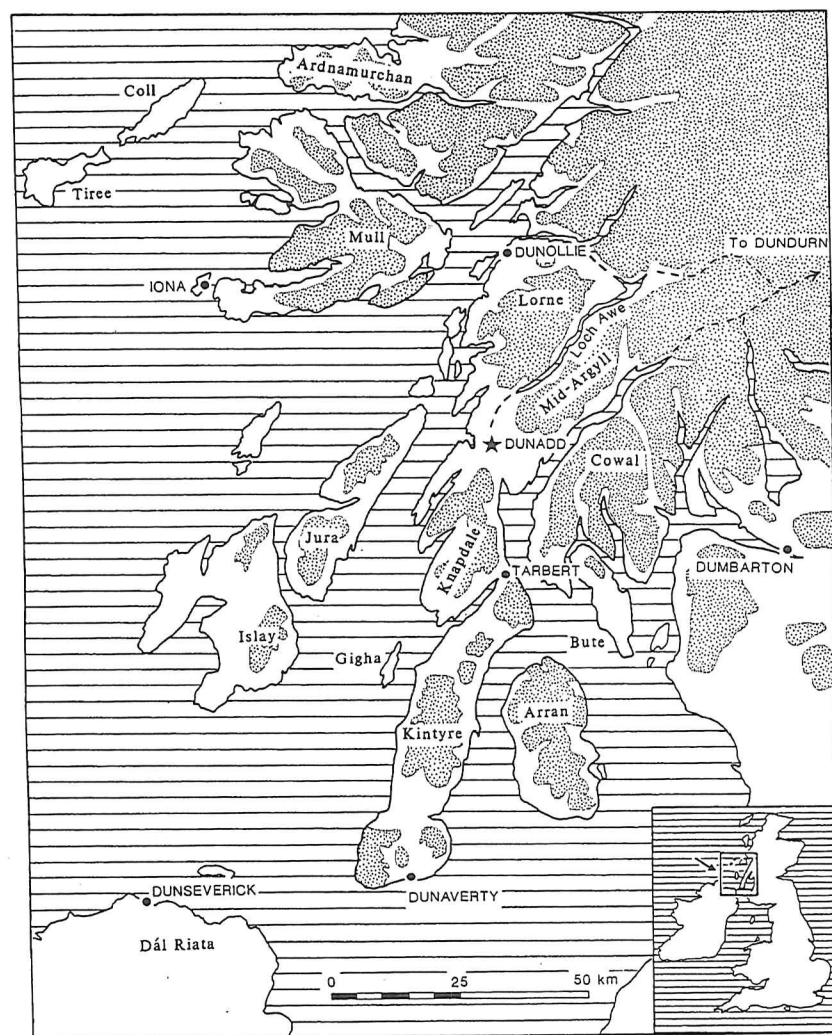 Ardnamurchan
Coll
Tiree
Mull
To DUNDURN
DUNOLLIE
IONA
Lorne
Loch Awe
Mid-Argyll
DUNADD
Cowal
Jura
Knapdale
TARBERT
DUMBARTON
Islay
Gigha
Bute
Arran
Kintyre
DUNSEVERICK
DUNAVERTY
Dál Riata
0 25 50 km